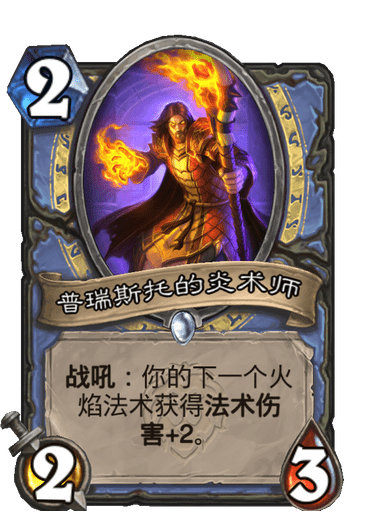 2
普瑞斯托的炎术师
战吼：你的下一个火
焰法术获得法术伤
害+2。
2
3